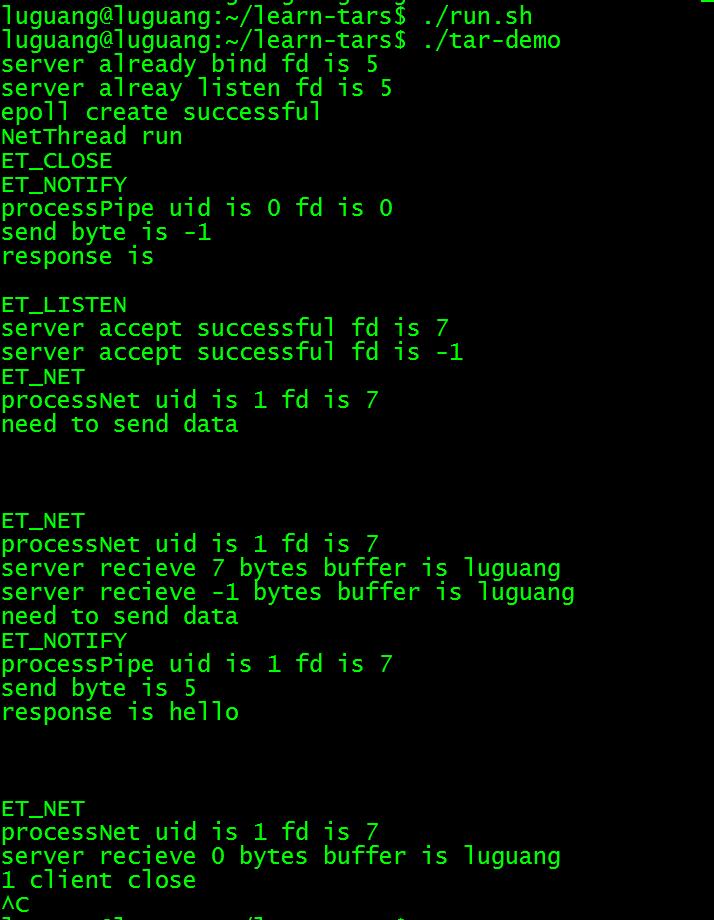 luguang@luguang:~/learn-tars$ ./run.sh
luguang@luguang:~/learn-tars$ ./tar-demo
server already bind fd is 5
server alreay listen fd is 5
epoll create successful
NetThread run
ET_CLOSE
ET_NOTIFY
processPipe uid is 0 fd is 0
send byte is -1
response is
ET_LISTEN
server accept successful fd is 7
server accept successful fd is -1
ET_NET
processNet uid is 1 fd is 7
need to send data
ET_NET
processNet uid is 1 fd is 7
server recieve 7 bytes buffer is luguang
server recieve -1 bytes buffer is luguang
need to send data
ET_NOTIFY
processPipe uid is 1 fd is 7
send byte is 5
response is hello
ET_NET
processNet uid is 1 fd is 7
server recieve 0 bytes buffer is luguang
1 client close
^C